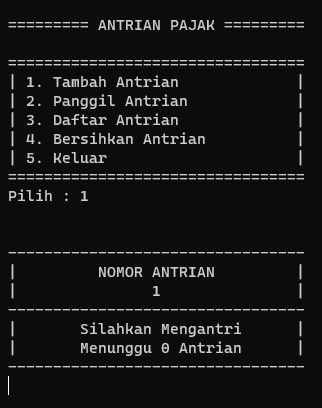 ========= ANTRIAN PAJAK =========
=================================
| 1. Tambah Antrian             |
| 2. Panggil Antrian            |
| 3. Daftar Antrian             |
| 4. Bersihkan Antrian          |
| 5. Keluar                     |
=================================
Pilih : 1
---------------------------------
|         NOMOR ANTRIAN         |
|               1               |
---------------------------------
|       Silahkan Mengantri      |
|       Menunggu 0 Antrian      |
---------------------------------